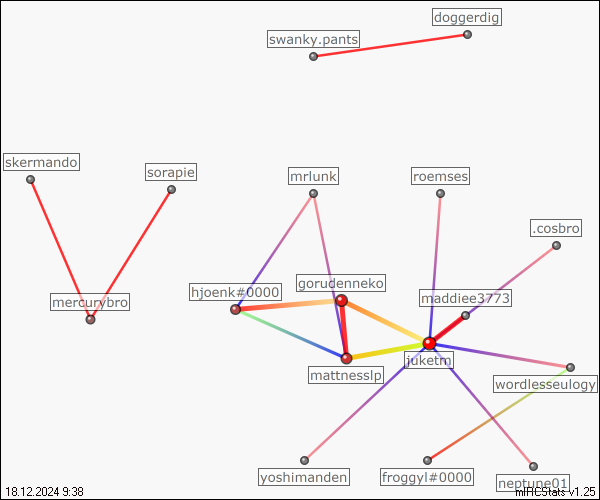 doggerdig
swanky.pants
skermando
sorapie
mrlunk
roemses
.cosbro
hjoenk#0000
gorudenneko
maddiee3773
mercurybro
juketm
mattnesslp
wordlesseulogy
yoshimanden
froggyl#0000
neptune01
18.12.2024 9:38
mIRCStats v1.25